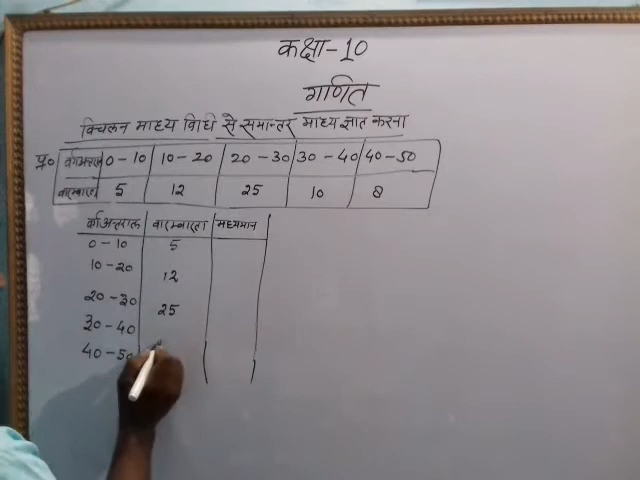 कक्षा-10
गणित
विचलन माध्य विधि से समान्तर माध्य ज्ञात करना
प्र० वर्गअन्तराल 0-10 10-20 20-30 30-40 40-50
बारम्बारता 5 12 25 10 8
वर्गअन्तराल बारम्बारता मध्यमान
0-10 5
10-20 12
20-30 25
30-40
40-50